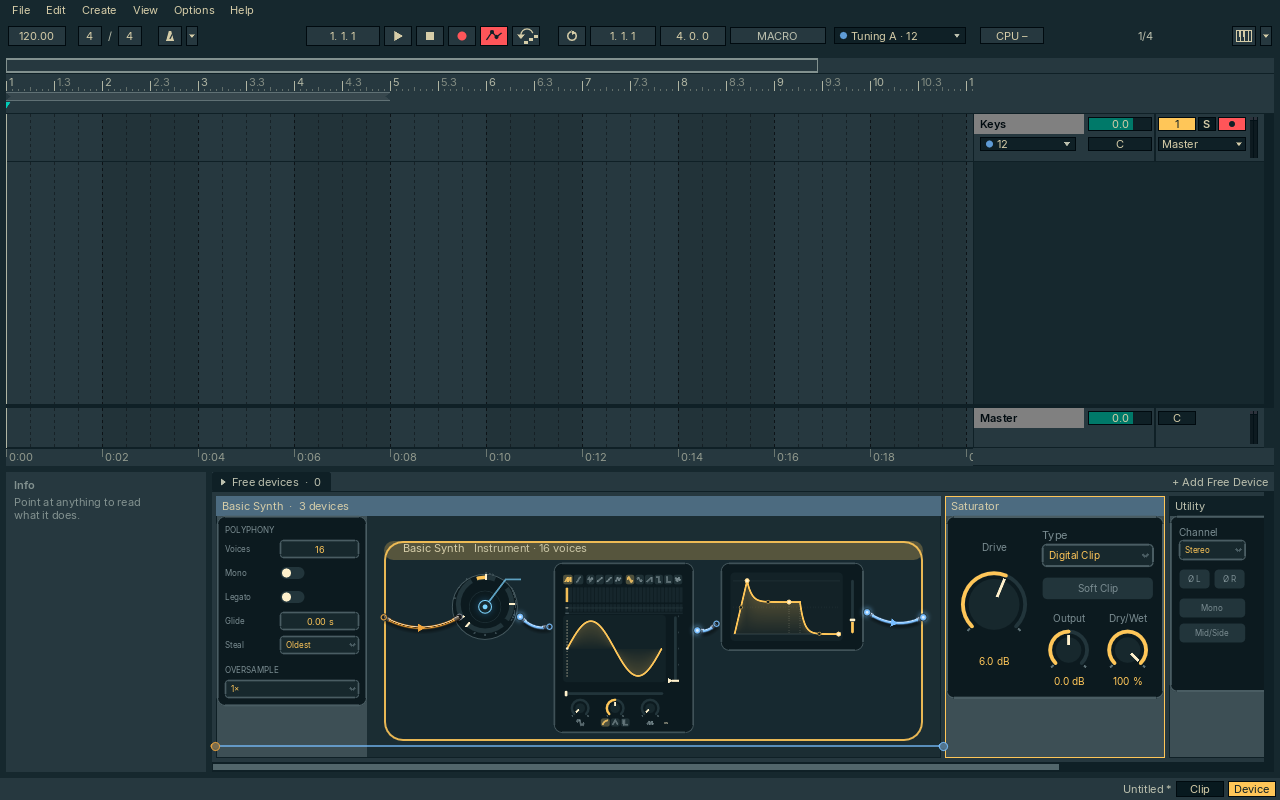 File Edit Create View Options Help
120.00 4 / 4 1. 1. 1 1. 1. 1 4. 0. 0 MACRO Tuning A · 12 CPU – 1/4
1 1.3 2 2.3 3 3.3 4 4.3 5 5.3 6 6.3 7 7.3 8 8.3 9 9.3 10 10.3 1
Keys 0.0 1 S
12 C Master
Master 0.0 C
0:00 0:02 0:04 0:06 0:08 0:10 0:12 0:14 0:16 0:18
Info
Point at anything to read
what it does.
Free devices · 0 + Add Free Device
Basic Synth · 3 devices
POLYPHONY
Voices 16
Mono
Legato
Glide 0.00 s
Steal Oldest
OVERSAMPLE
1×
Basic Synth Instrument · 16 voices
Saturator
Drive
6.0 dB
Type
Digital Clip
Soft Clip
Output Dry/Wet
0.0 dB 100 %
Utility
Channel
Stereo
Ø L Ø R
Mono
Mid/Side
Untitled * Clip Device